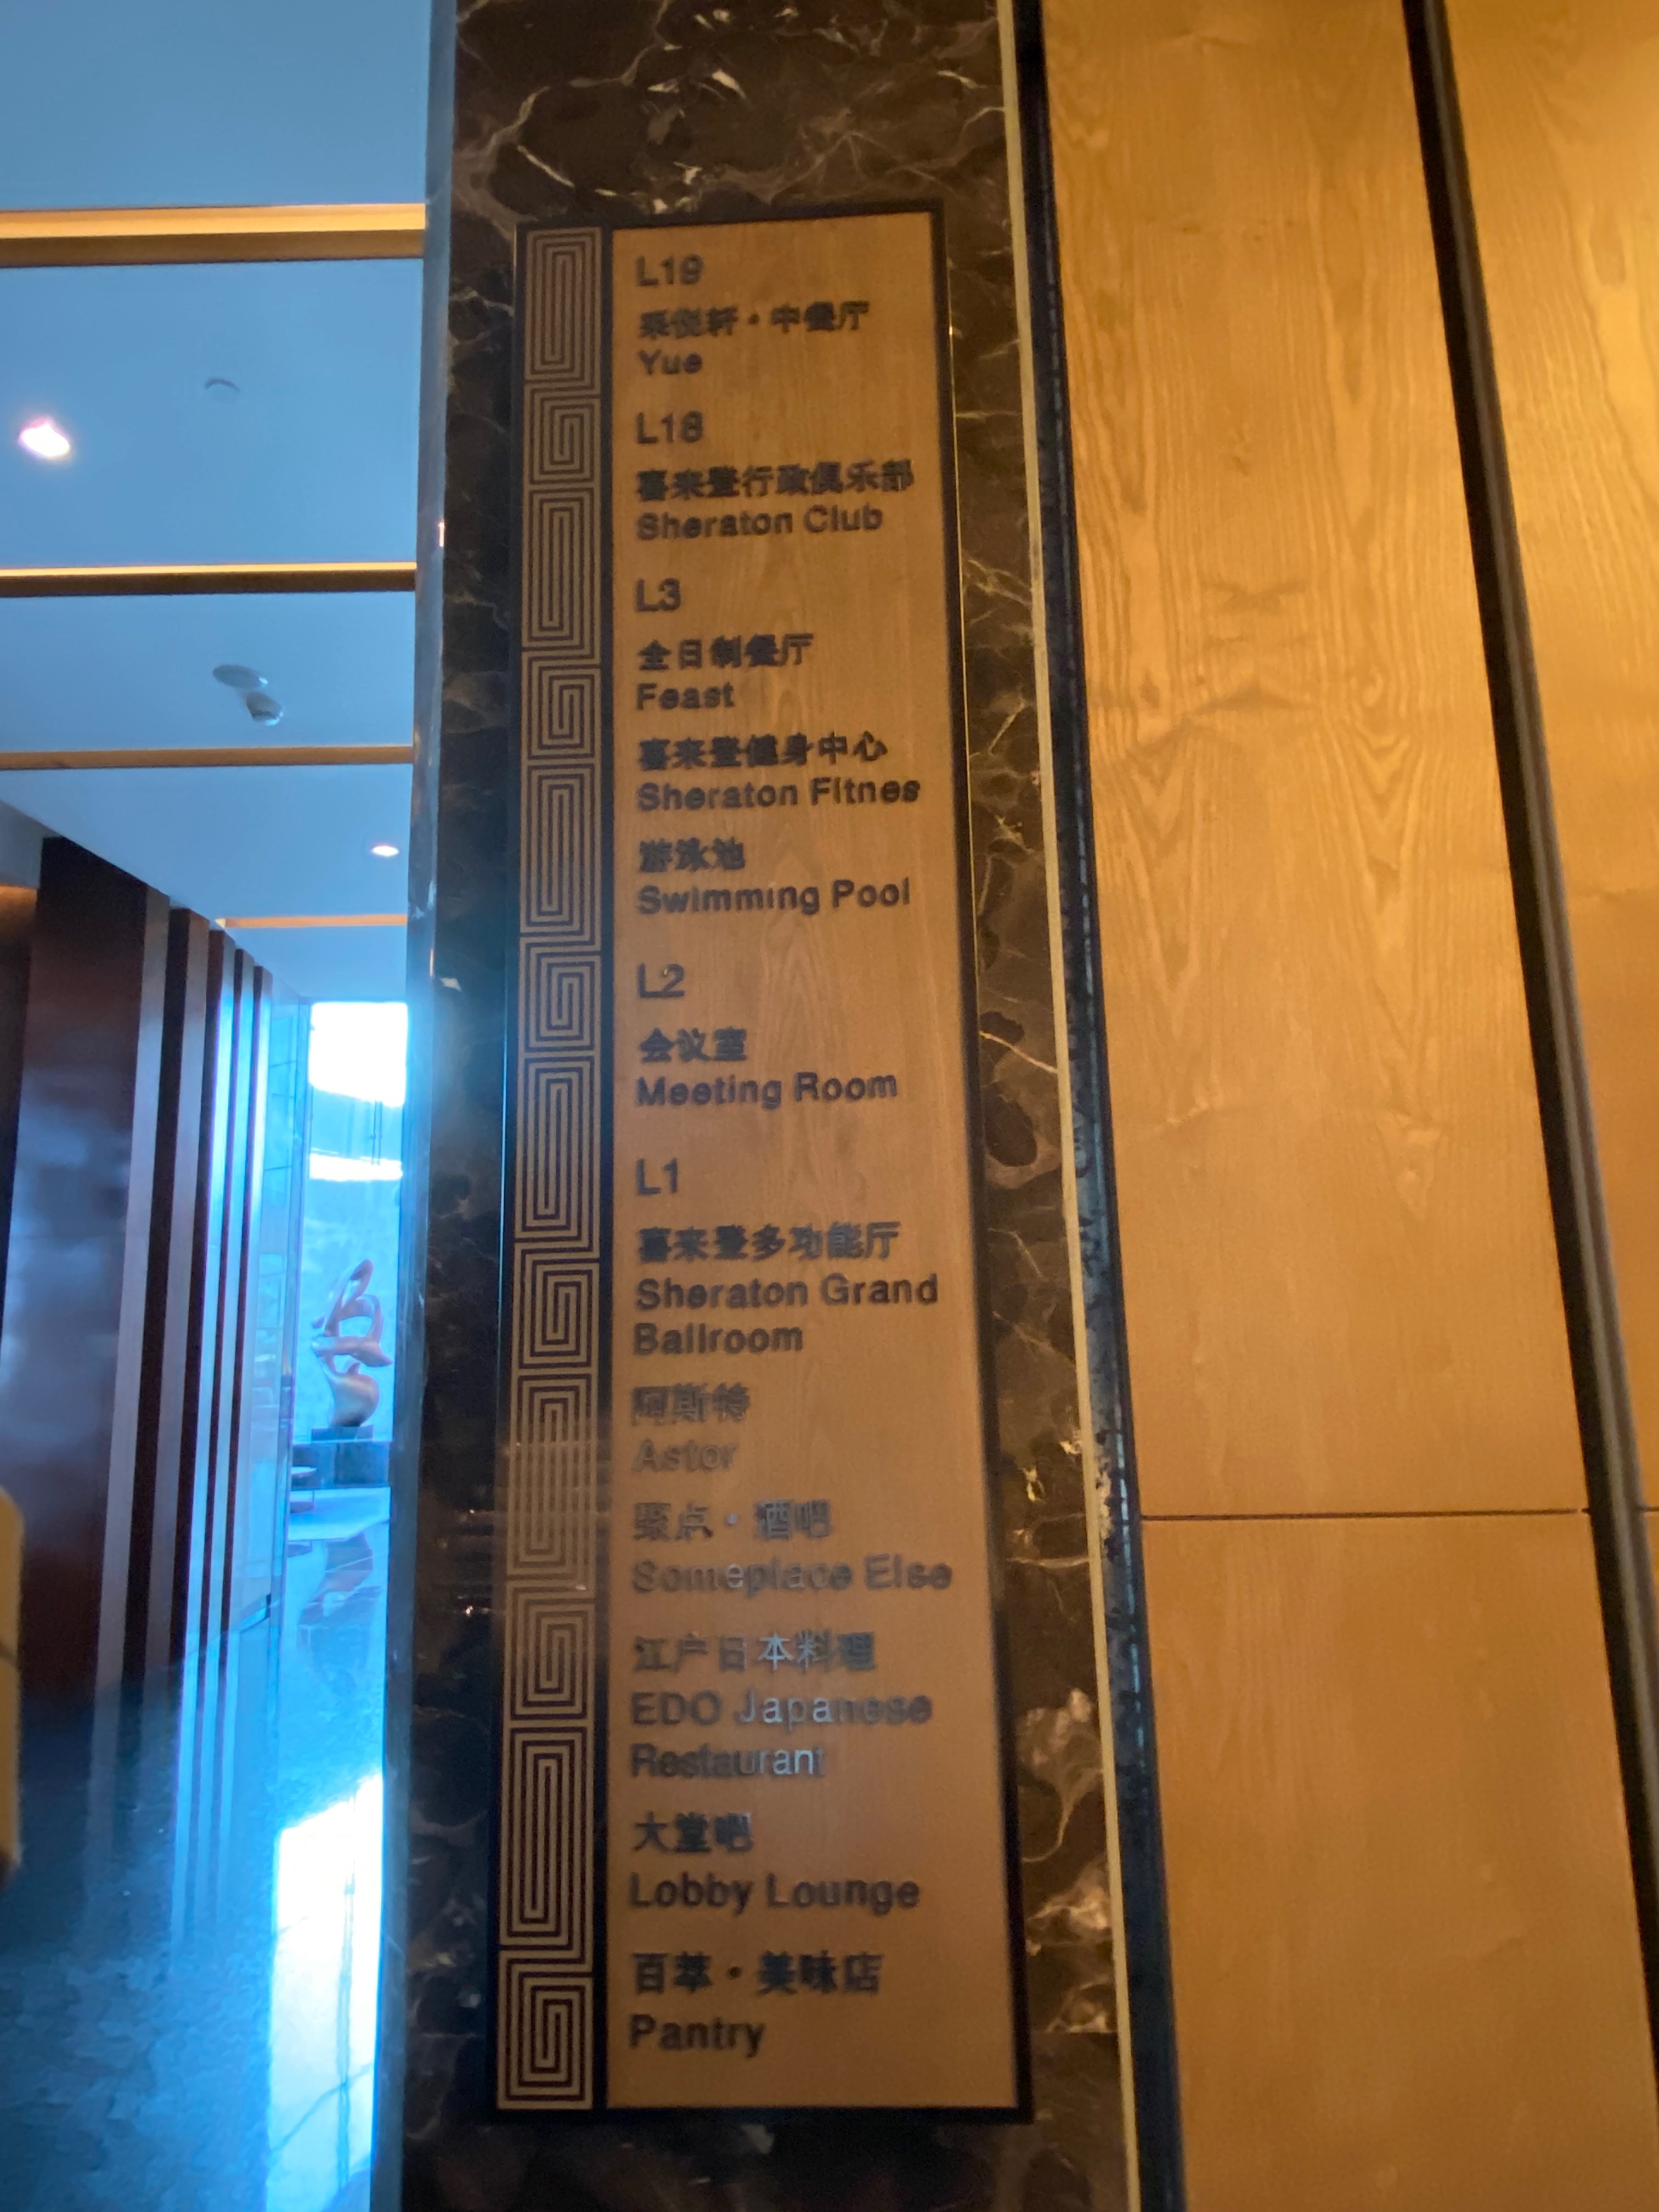 L19
采悦轩·中餐厅
Yue
L18
喜来登行政俱乐部
Sheraton Club
L3
全日制餐厅
Feast
喜来登健身中心
Sheraton Fitnes
游泳池
Swimming Pool
L2
会议室
Meeting Room
L1
喜来登多功能厅
Sheraton Grand
Ballroom
阿斯特
Astor
聚点·酒吧
Someplace Else
江户日本料理
EDO Japanese
Restaurant
大堂吧
Lobby Lounge
百萃·美味店
Pantry